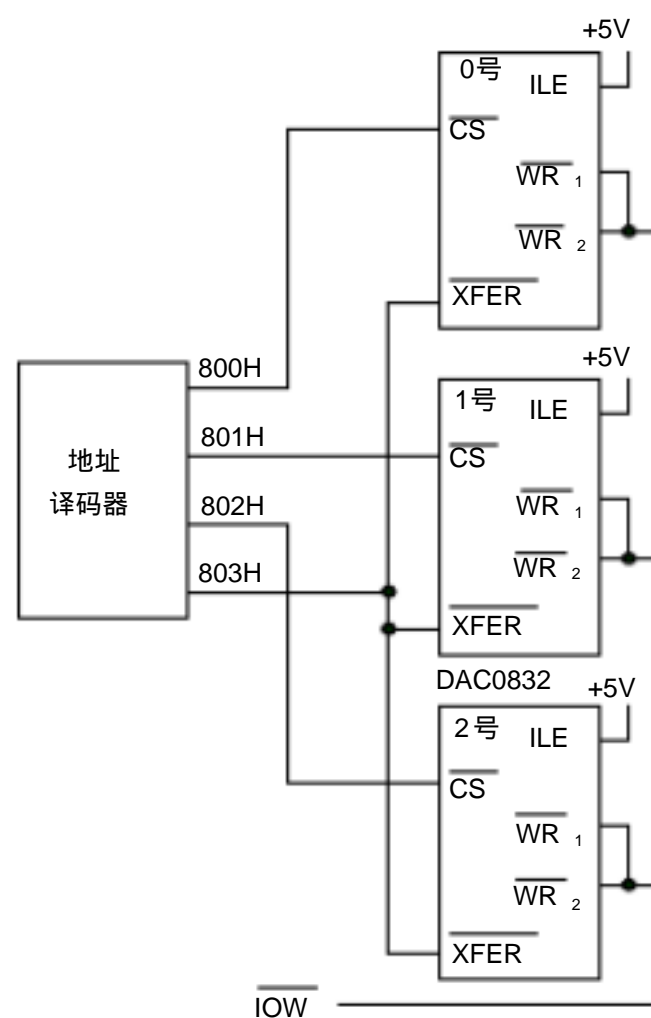 +5V
0号
ILE
CS
WR 1
WR 2
XFER
800H
801H
802H
803H
地址
译码器
+5V
1号
ILE
CS
WR 1
WR 2
XFER
DAC0832
+5V
2号
ILE
CS
WR 1
WR 2
XFER
IOW